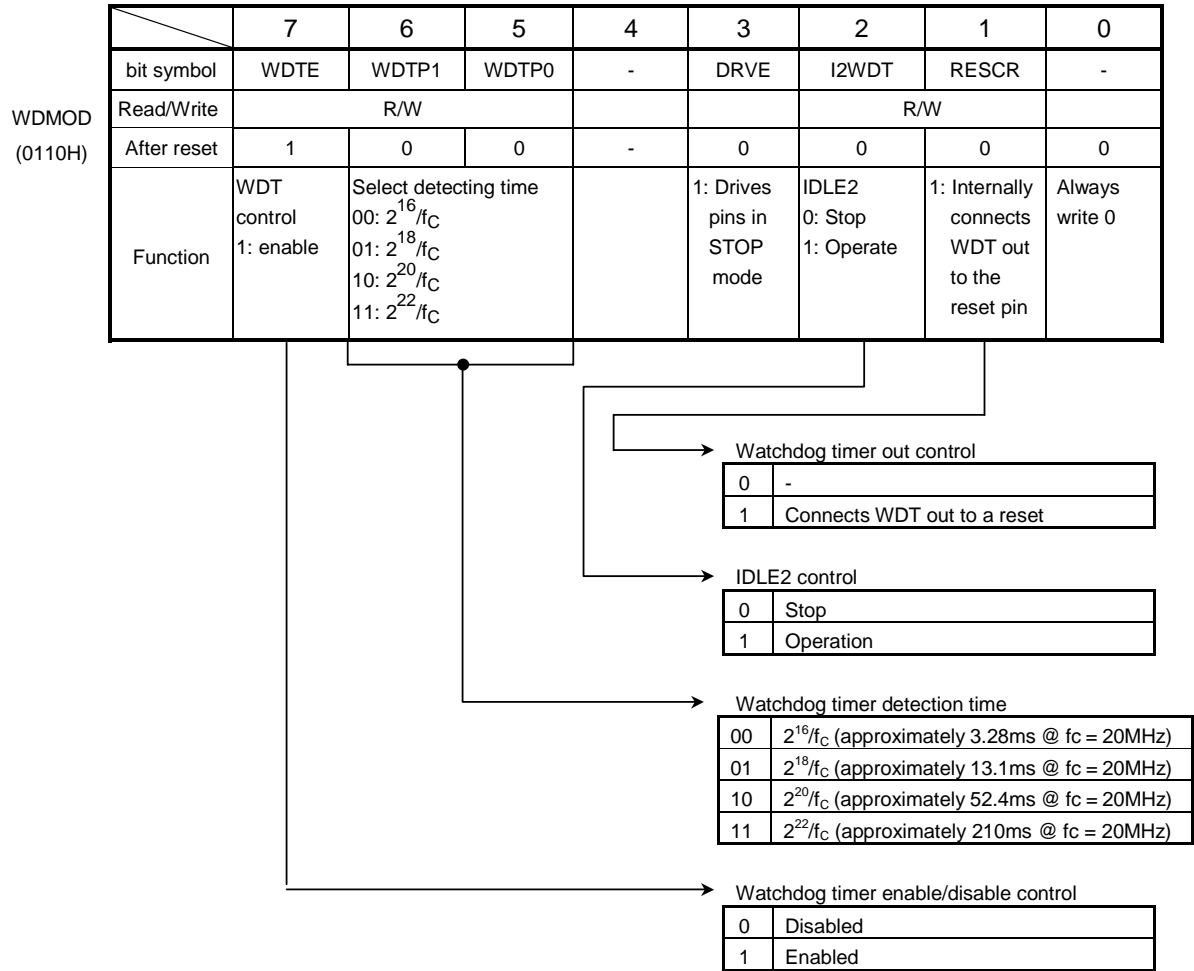 7 6 5 4 3 2 1 0
bit symbol WDTE WDTP1 WDTP0 - DRVE I2WDT RESCR -
WDMOD
(0110H)
Read/Write R/W R/W
After reset 1 0 0 - 0 0 0 0
Function
WDT
control
1: enable
Select detecting time
00: 2^16/fC
01: 2^18/fC
10: 2^20/fC
11: 2^22/fC
1: Drives
pins in
STOP
mode
IDLE2
0: Stop
1: Operate
1: Internally
connects
WDT out
to the
reset pin
Always
write 0
Watchdog timer out control
0 -
1 Connects WDT out to a reset
IDLE2 control
0 Stop
1 Operation
Watchdog timer detection time
00 2^16/fC (approximately 3.28ms @ fc = 20MHz)
01 2^18/fC (approximately 13.1ms @ fc = 20MHz)
10 2^20/fC (approximately 52.4ms @ fc = 20MHz)
11 2^22/fC (approximately 210ms @ fc = 20MHz)
Watchdog timer enable/disable control
0 Disabled
1 Enabled